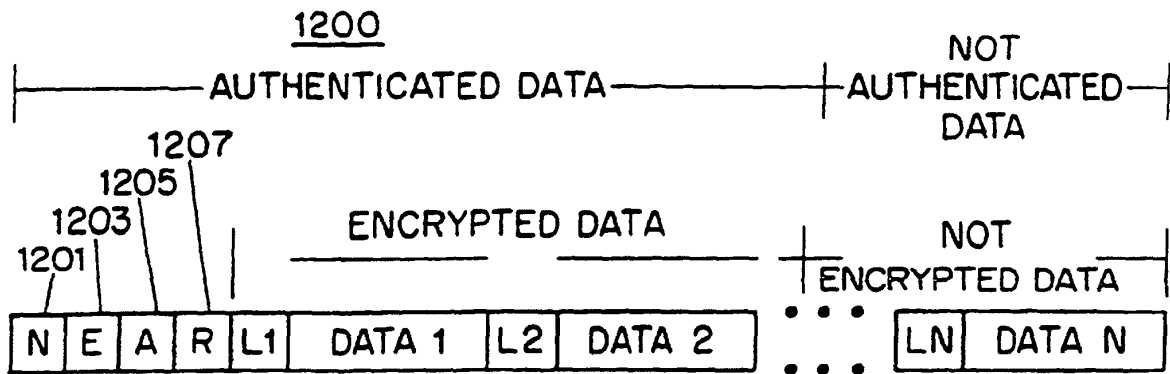 1200
AUTHENTICATED DATA
NOT
AUTHENTICATED
DATA
1207
1205
1203
1201
ENCRYPTED DATA
NOT
ENCRYPTED DATA
N E A R L1 DATA 1 L2 DATA 2 ••• LN DATA N